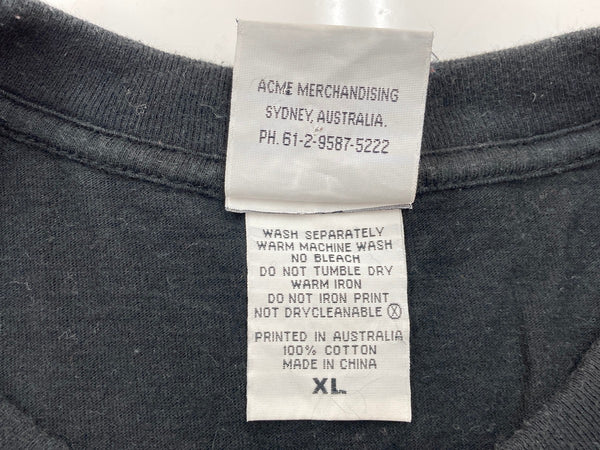 ACME MERCHANDISING
SYDNEY, AUSTRALIA.
PH. 61-2-9587-5222
WASH SEPARATELY
WARM MACHINE WASH
NO BLEACH
DO NOT TUMBLE DRY
WARM IRON
DO NOT IRON PRINT
NOT DRYCLEANABLE Ⓧ
PRINTED IN AUSTRALIA
100% COTTON
MADE IN CHINA
XL